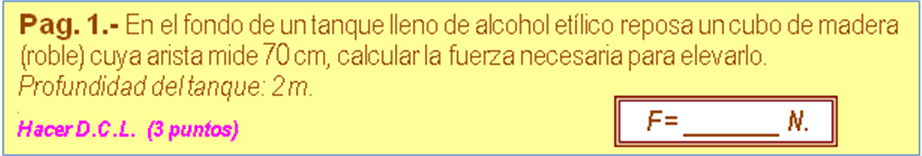 Pag. 1.- En el fondo de un tanque lleno de alcohol etílico reposa un cubo de madera
(roble) cuya arista mide 70 cm, calcular la fuerza necesaria para elevarlo.
Profundidad del tanque: 2 m.
Hacer D.C.L. (3 puntos)
F= ______ N.